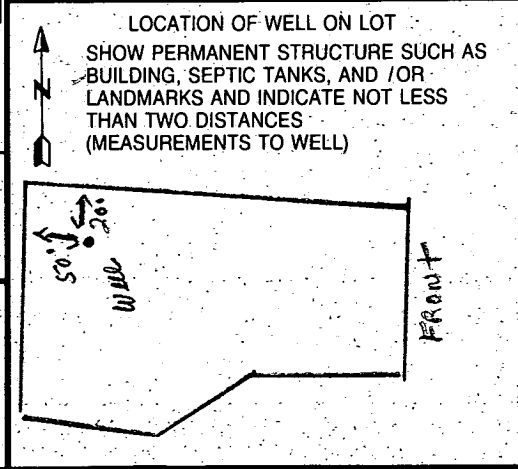 LOCATION OF WELL ON LOT
SHOW PERMANENT STRUCTURE SUCH AS
BUILDING, SEPTIC TANKS, AND /OR
LANDMARKS AND INDICATE NOT LESS
THAN TWO DISTANCES
(MEASUREMENTS TO WELL)
N
20'
50'
Well
FRONT